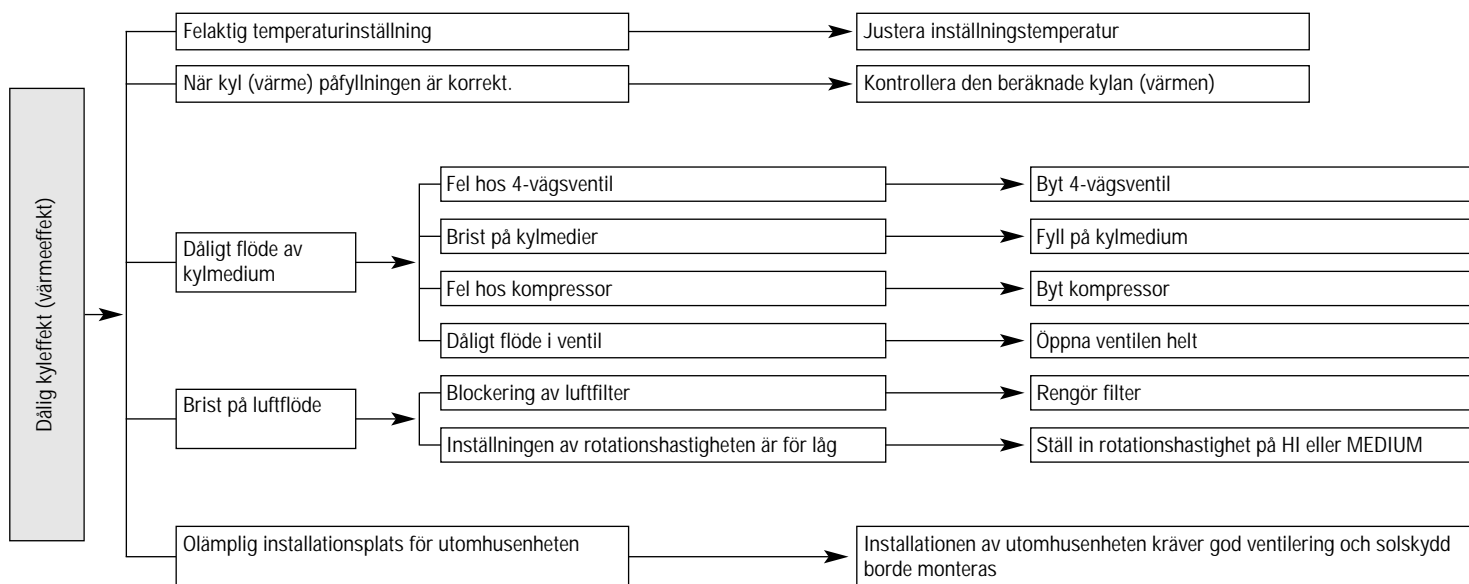 Dålig kyleffekt (värmeeffekt)
Felaktig temperaturinställning
Justera inställningstemperatur
När kyl (värme) påfyllningen är korrekt.
Kontrollera den beräknade kylan (värmen)
Dåligt flöde av
kylmedium
Fel hos 4-vägsventil
Byt 4-vägsventil
Brist på kylmedier
Fyll på kylmedium
Fel hos kompressor
Byt kompressor
Dåligt flöde i ventil
Öppna ventilen helt
Brist på luftflöde
Blockering av luftfilter
Rengör filter
Inställningen av rotationshastigheten är för låg
Ställ in rotationshastighet på HI eller MEDIUM
Olämplig installationsplats för utomhusenheten
Installationen av utomhusenheten kräver god ventilering och solskydd
borde monteras